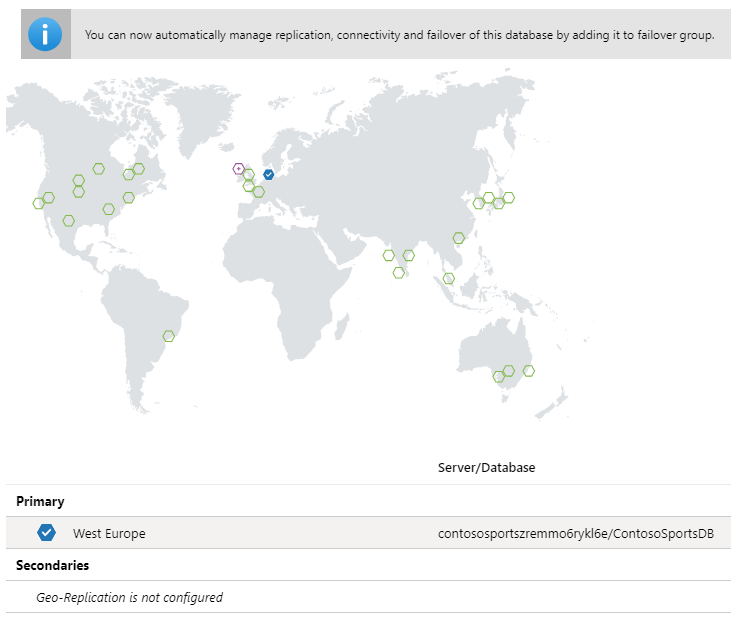 You can now automatically manage replication, connectivity and failover of this database by adding it to failover group.
Server/Database
Primary
West Europe contososportszremmo6rykl6e/ContosoSportsDB
Secondaries
Geo-Replication is not configured